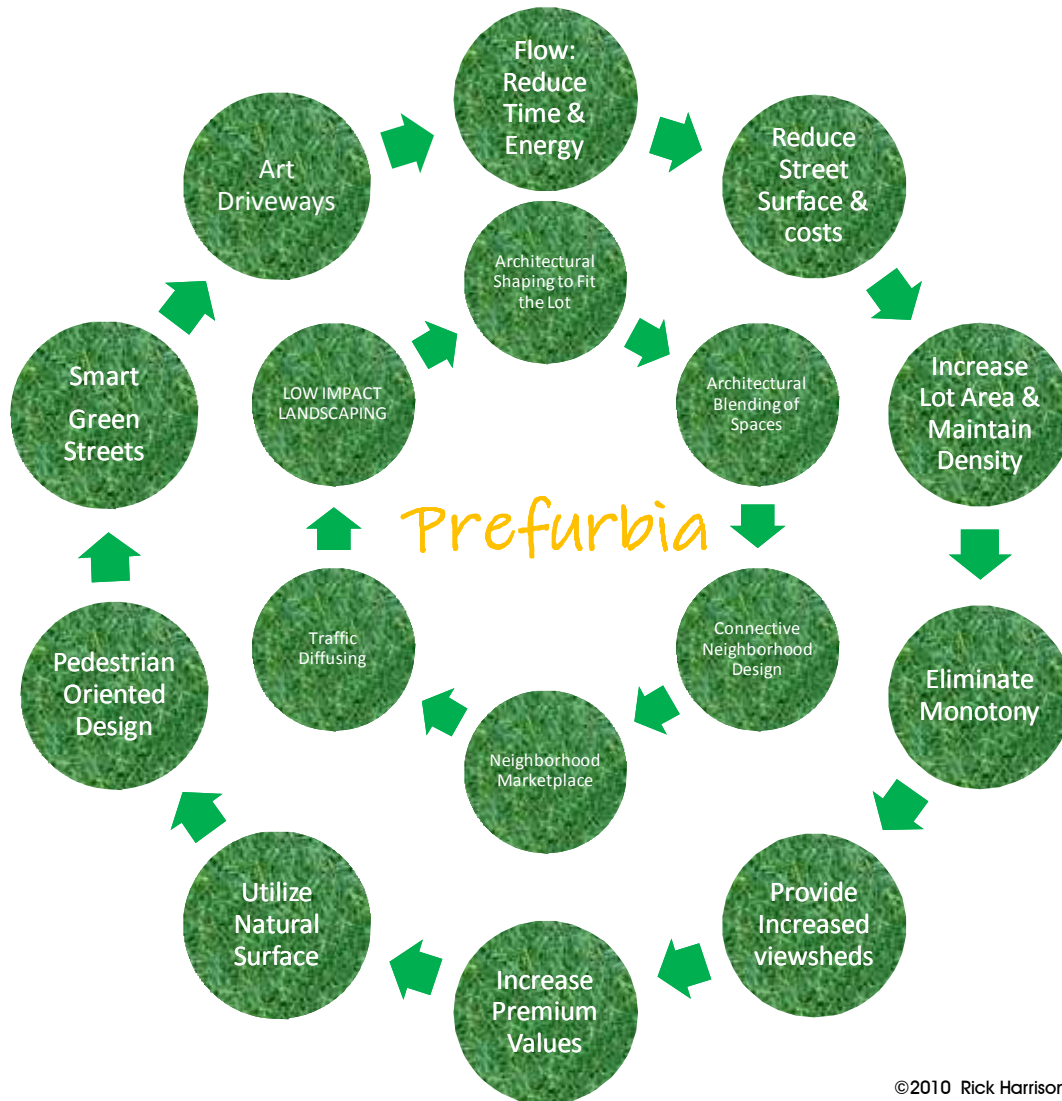 Flow:
Reduce
Time &
Energy
Reduce
Street
Surface &
costs
Increase
Lot Area &
Maintain
Density
Eliminate
Monotony
Provide
Increased
viewsheds
Increase
Premium
Values
Utilize
Natural
Surface
Pedestrian
Oriented
Design
Smart
Green
Streets
Art
Driveways
Architectural
Shaping to Fit
the Lot
Architectural
Blending of
Spaces
Connective
Neighborhood
Design
Neighborhood
Marketplace
Traffic
Diffusing
LOW IMPACT
LANDSCAPING
Prefurbia
©2010 Rick Harrison